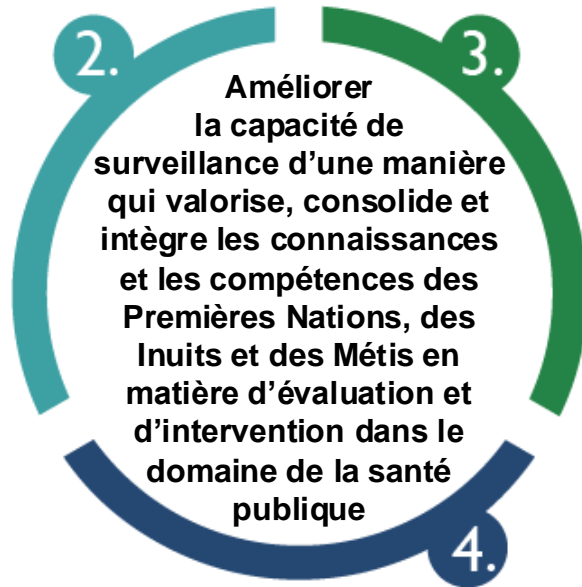 2.
3.
Améliorer
la capacité de
surveillance d’une manière
qui valorise, consolide et
intègre les connaissances
et les compétences des
Premières Nations, des
Inuits et des Métis en
matière d’évaluation et
d’intervention dans le
domaine de la santé
publique
4.